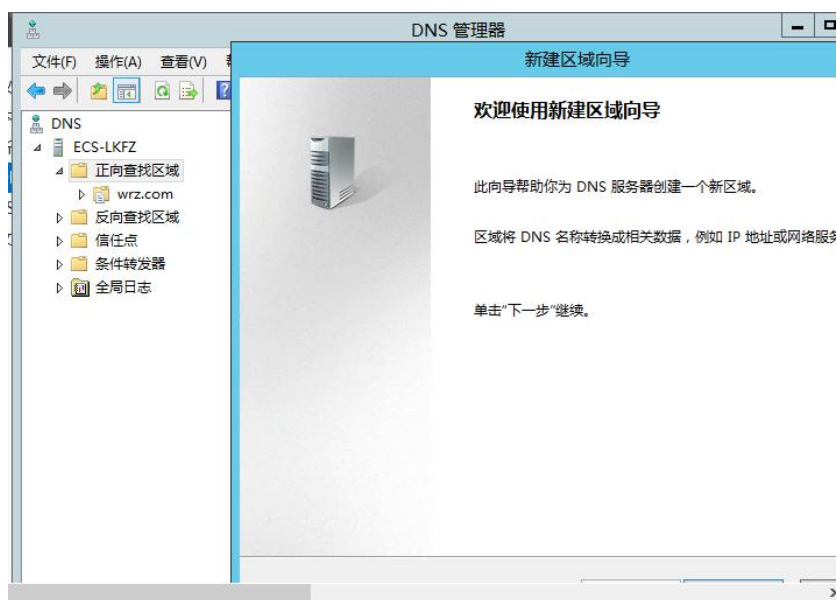 DNS 管理器
文件(F) 操作(A) 查看(V)
新建区域向导
DNS
ECS-LKFZ
正向查找区域
wrz.com
反向查找区域
信任点
条件转发器
全局日志
欢迎使用新建区域向导
此向导帮助你为 DNS 服务器创建一个新区域。
区域将 DNS 名称转换成相关数据，例如 IP 地址或网络服务
单击"下一步"继续。